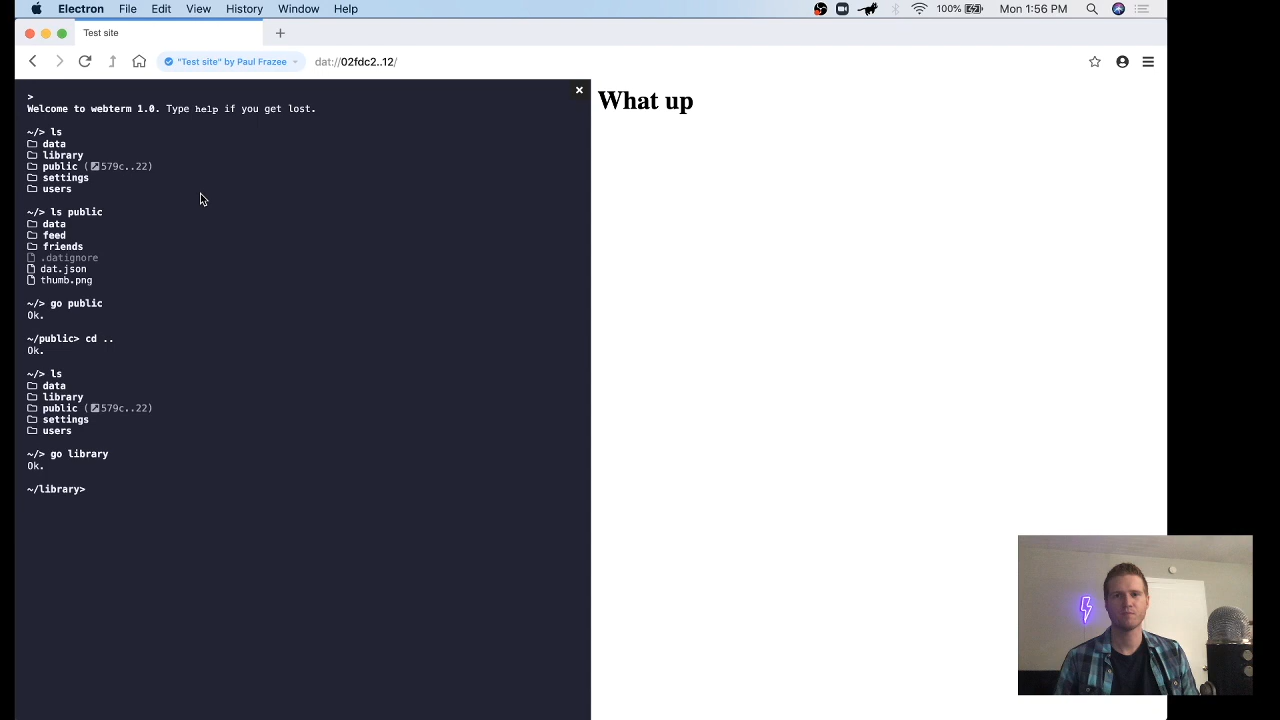 Electron File Edit View History Window Help 100% Mon 1:56 PM
Test site
"Test site" by Paul Frazee dat://02fdc2..12/
>
Welcome to webterm 1.0. Type help if you get lost.
~/> ls
data
library
public (579c..22)
settings
users
~/> ls public
data
feed
friends
.datignore
dat.json
thumb.png
~/> go public
Ok.
~/public> cd ..
Ok.
~/> ls
data
library
public (579c..22)
settings
users
~/> go library
Ok.
~/library>
What up